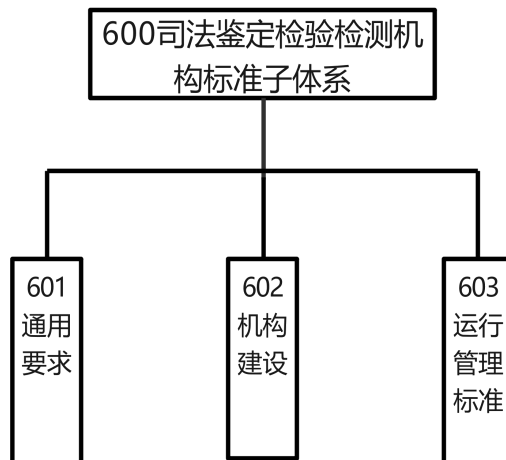 600司法鉴定检验检测机
构标准子体系
601
通用
要求
602
机构
建设
603
运行
管理
标准